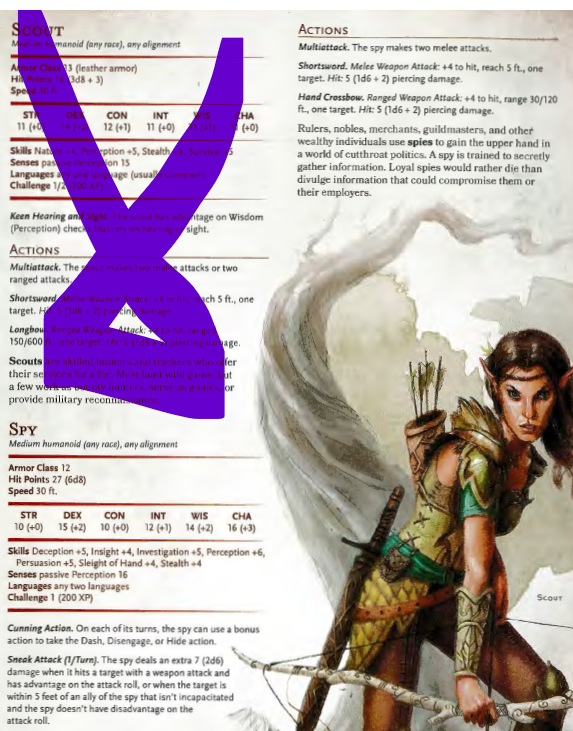 SCOUT
Medium humanoid (any race), any alignment
Armor Class 13 (leather armor)
Hit Points 16 (3d8 + 3)
Speed 30 ft.
STR DEX CON INT WIS CHA
11 (+0) 14 (+2) 12 (+1) 11 (+0) 13 (+1) 11 (+0)
Skills Nature +4, Perception +5, Stealth +6, Survival +5
Senses passive Perception 15
Languages any one language (usually Common)
Challenge 1/2 (100 XP)
Keen Hearing and Sight. The scout has advantage on Wisdom
(Perception) checks that rely on hearing or sight.
ACTIONS
Multiattack. The scout makes two melee attacks or two
ranged attacks.
Shortsword. Melee Weapon Attack: +4 to hit, reach 5 ft., one
target. Hit: 5 (1d6 + 2) piercing damage.
Longbow. Ranged Weapon Attack: +4 to hit, range
150/600 ft., one target. Hit: 6 (1d8 + 2) piercing damage.
Scouts are skilled hunters and trackers who offer
their services for a fee. Most hunt wild game, but
a few work as bounty hunters, serve as guides, or
provide military reconnaissance.
SPY
Medium humanoid (any race), any alignment
Armor Class 12
Hit Points 27 (6d8)
Speed 30 ft.
STR DEX CON INT WIS CHA
10 (+0) 15 (+2) 10 (+0) 12 (+1) 14 (+2) 16 (+3)
Skills Deception +5, Insight +4, Investigation +5, Perception +6,
Persuasion +5, Sleight of Hand +4, Stealth +4
Senses passive Perception 16
Languages any two languages
Challenge 1 (200 XP)
Cunning Action. On each of its turns, the spy can use a bonus
action to take the Dash, Disengage, or Hide action.
Sneak Attack (1/Turn). The spy deals an extra 7 (2d6)
damage when it hits a target with a weapon attack and
has advantage on the attack roll, or when the target is
within 5 feet of an ally of the spy that isn't incapacitated
and the spy doesn't have disadvantage on the
attack roll.
ACTIONS
Multiattack. The spy makes two melee attacks.
Shortsword. Melee Weapon Attack: +4 to hit, reach 5 ft., one
target. Hit: 5 (1d6 + 2) piercing damage.
Hand Crossbow. Ranged Weapon Attack: +4 to hit, range 30/120
ft., one target. Hit: 5 (1d6 + 2) piercing damage.
Rulers, nobles, merchants, guildmasters, and other
wealthy individuals use spies to gain the upper hand in
a world of cutthroat politics. A spy is trained to secretly
gather information. Loyal spies would rather die than
divulge information that could compromise them or
their employers.
SCOUT